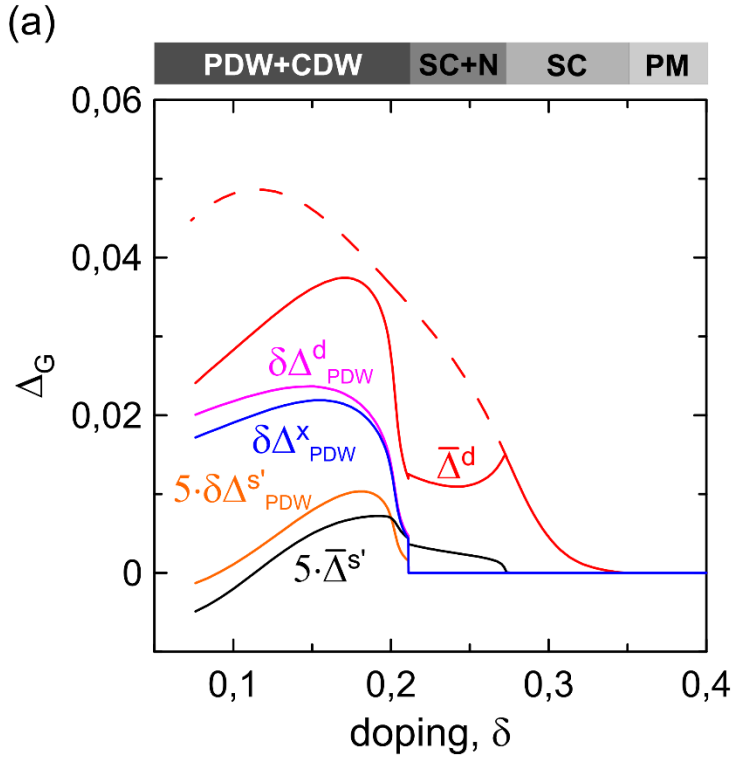 (a)
PDW+CDW SC+N SC PM
0,06
0,04
0,02
0
Δ_G
δΔ^d_PDW
δΔ^x_PDW
Δ̅^d
5·δΔ^s'_PDW
5·Δ̅^s'
0,1 0,2 0,3 0,4
doping, δ